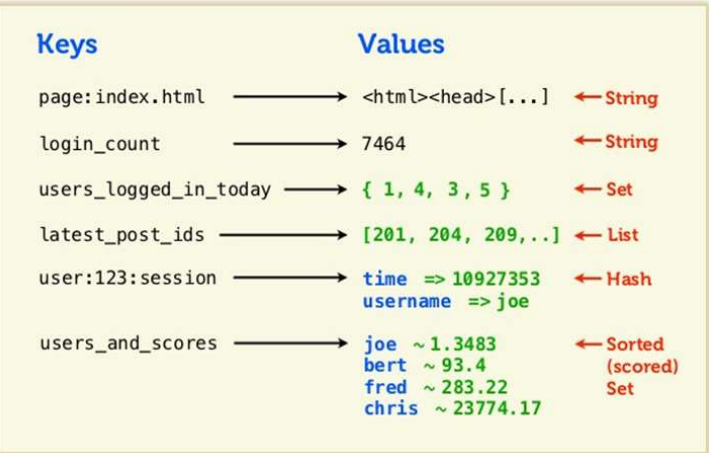 Keys Values
page:index.html <html><head>[...] String
login_count 7464 String
users_logged_in_today { 1, 4, 3, 5 } Set
latest_post_ids [201, 204, 209,..] List
user:123:session time => 10927353 Hash
username => joe
users_and_scores joe ~ 1.3483 Sorted
bert ~ 93.4 (scored)
fred ~ 283.22 Set
chris ~ 23774.17